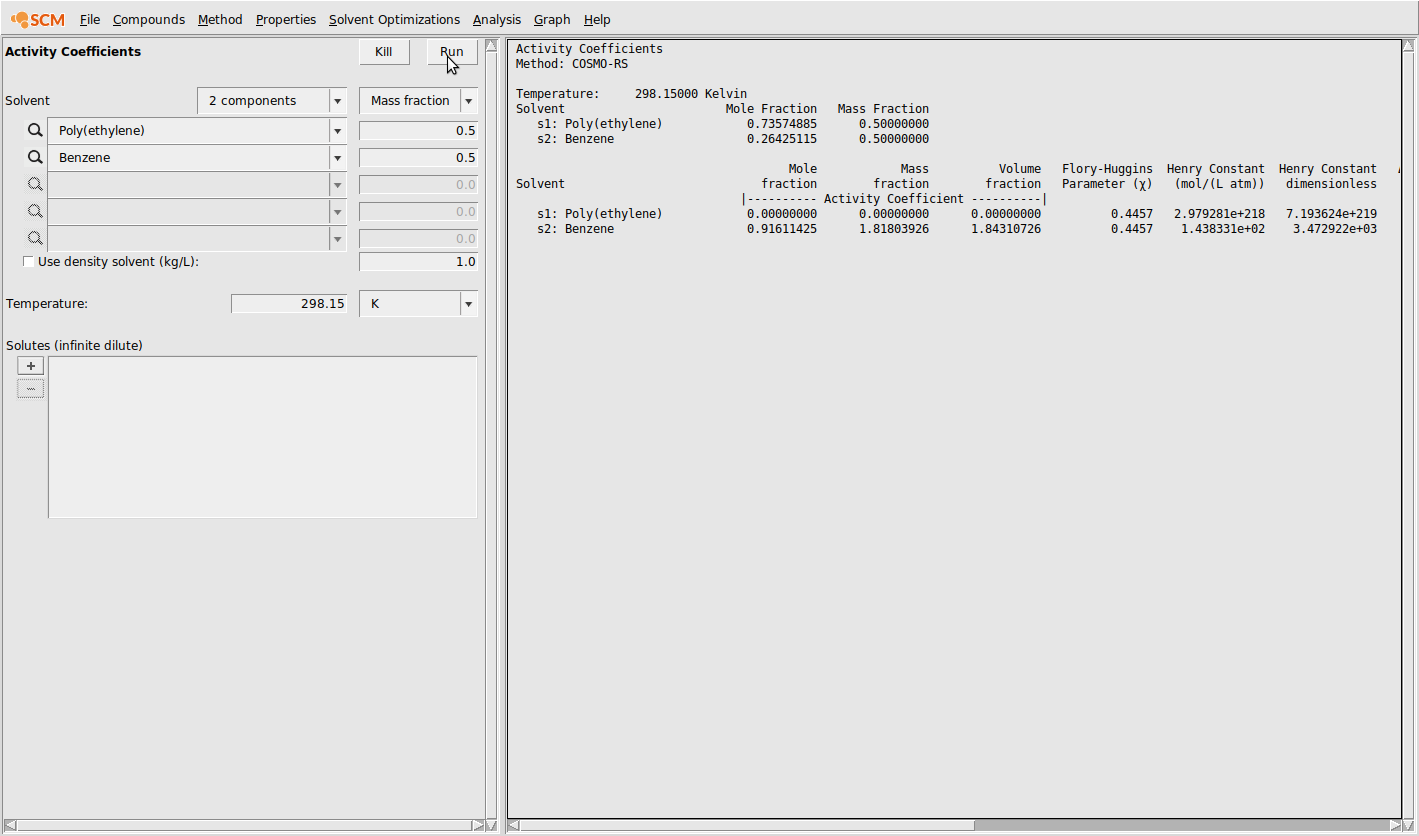 SCM File Compounds Method Properties Solvent Optimizations Analysis Graph Help
Activity Coefficients Kill Run
Solvent 2 components Mass fraction
Poly(ethylene) 0.5
Benzene 0.5
0.0
0.0
0.0
Use density solvent (kg/L): 1.0
Temperature: 298.15 K
Solutes (infinite dilute)
+
-
Activity Coefficients
Method: COSMO-RS
Temperature: 298.15000 Kelvin
Solvent Mole Fraction Mass Fraction
s1: Poly(ethylene) 0.73574885 0.50000000
s2: Benzene 0.26425115 0.50000000
Mole Mass Volume Flory-Huggins Henry Constant Henry Constant
Solvent fraction fraction fraction Parameter (χ) (mol/(L atm)) dimensionless
|---------- Activity Coefficient ----------|
s1: Poly(ethylene) 0.00000000 0.00000000 0.00000000 0.4457 2.979281e+218 7.193624e+219
s2: Benzene 0.91611425 1.81803926 1.84310726 0.4457 1.438331e+02 3.472922e+03